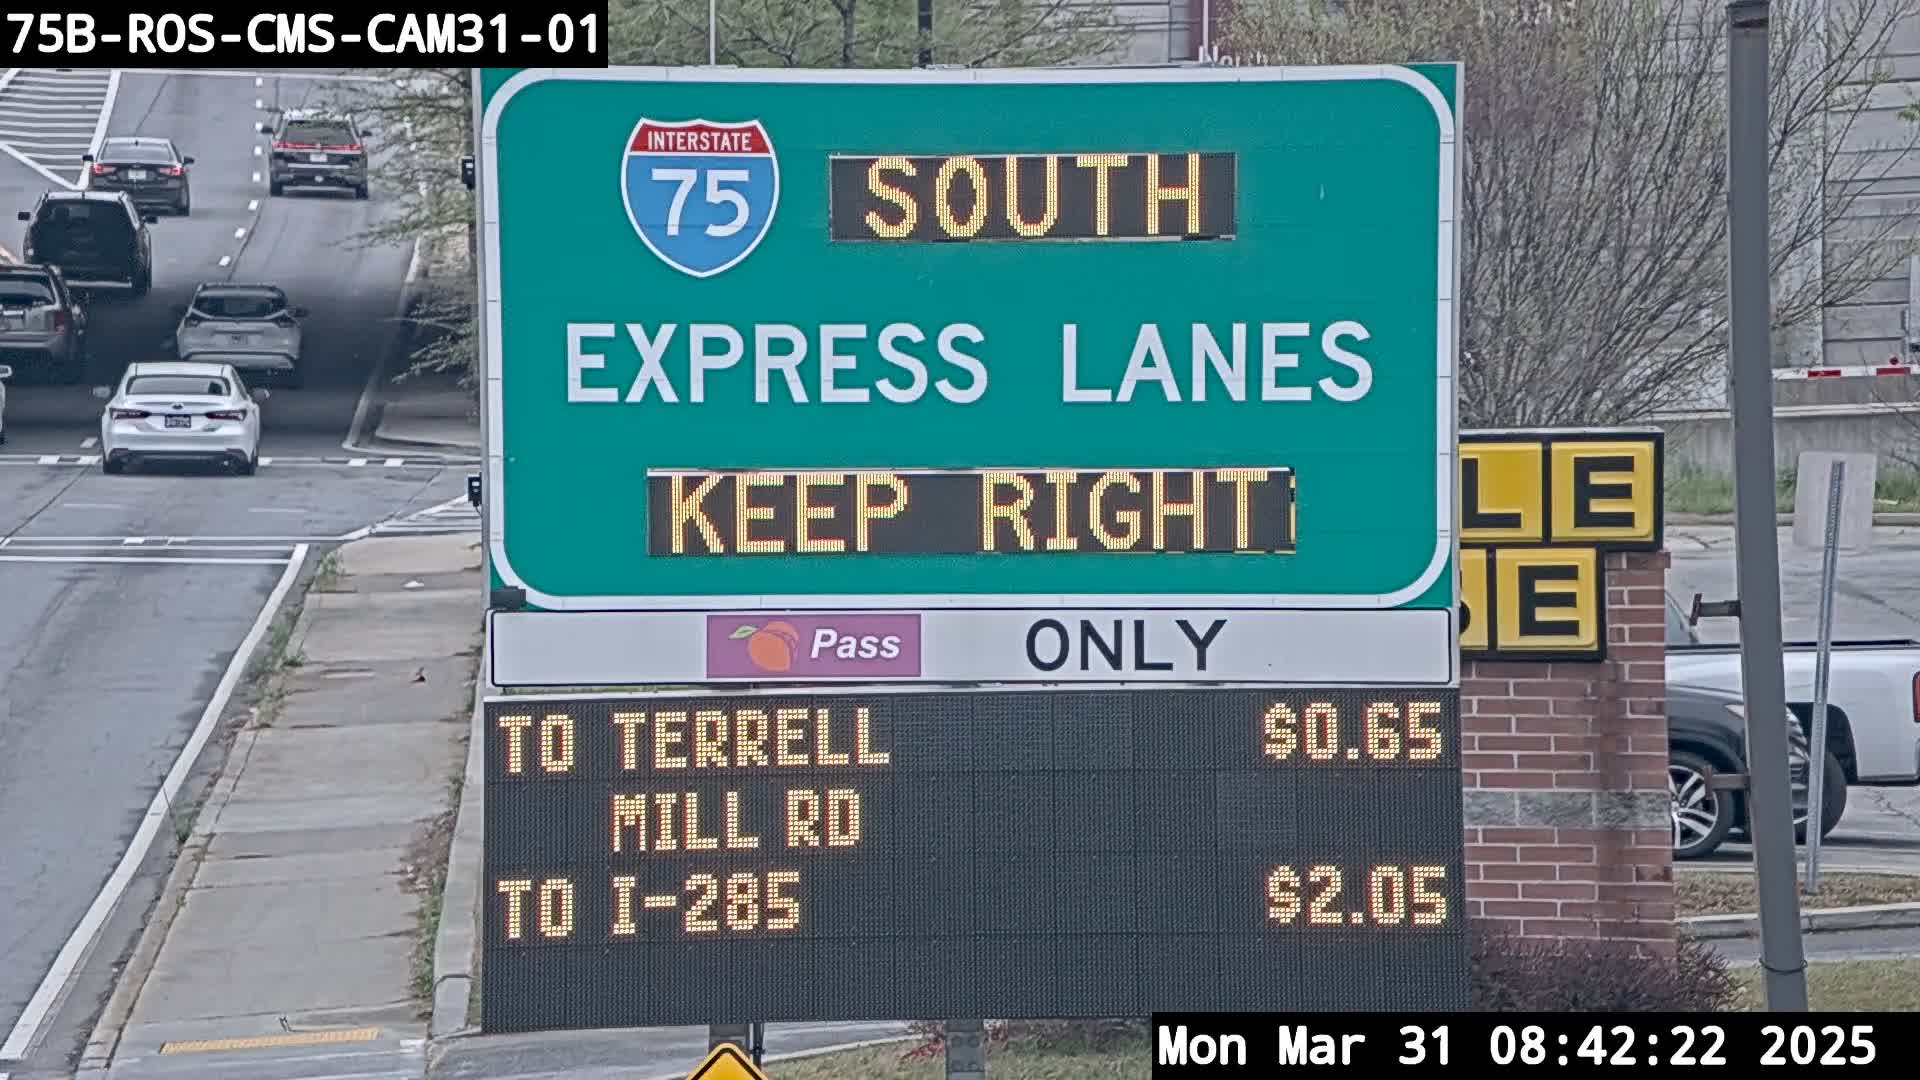 75B-ROS-CMS-CAM31-01
INTERSTATE
75
SOUTH
EXPRESS LANES
KEEP RIGHT
Pass ONLY
LE
E
TO TERRELL $0.65
MILL RD
TO I-285 $2.05
Mon Mar 31 08:42:22 2025